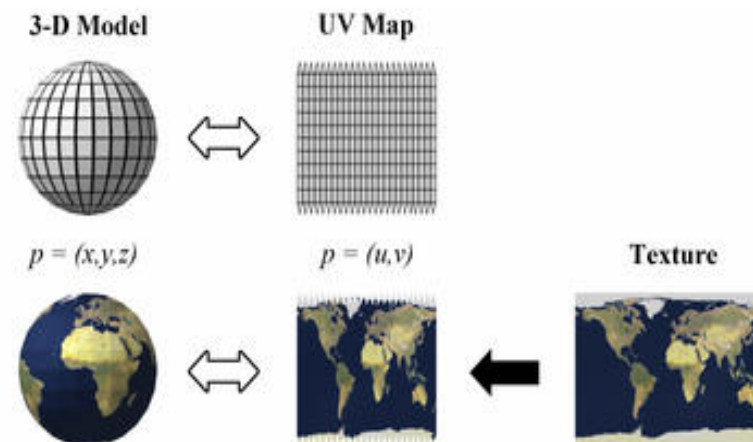 3-D Model
UV Map
p = (x,y,z)
p = (u,v)
Texture